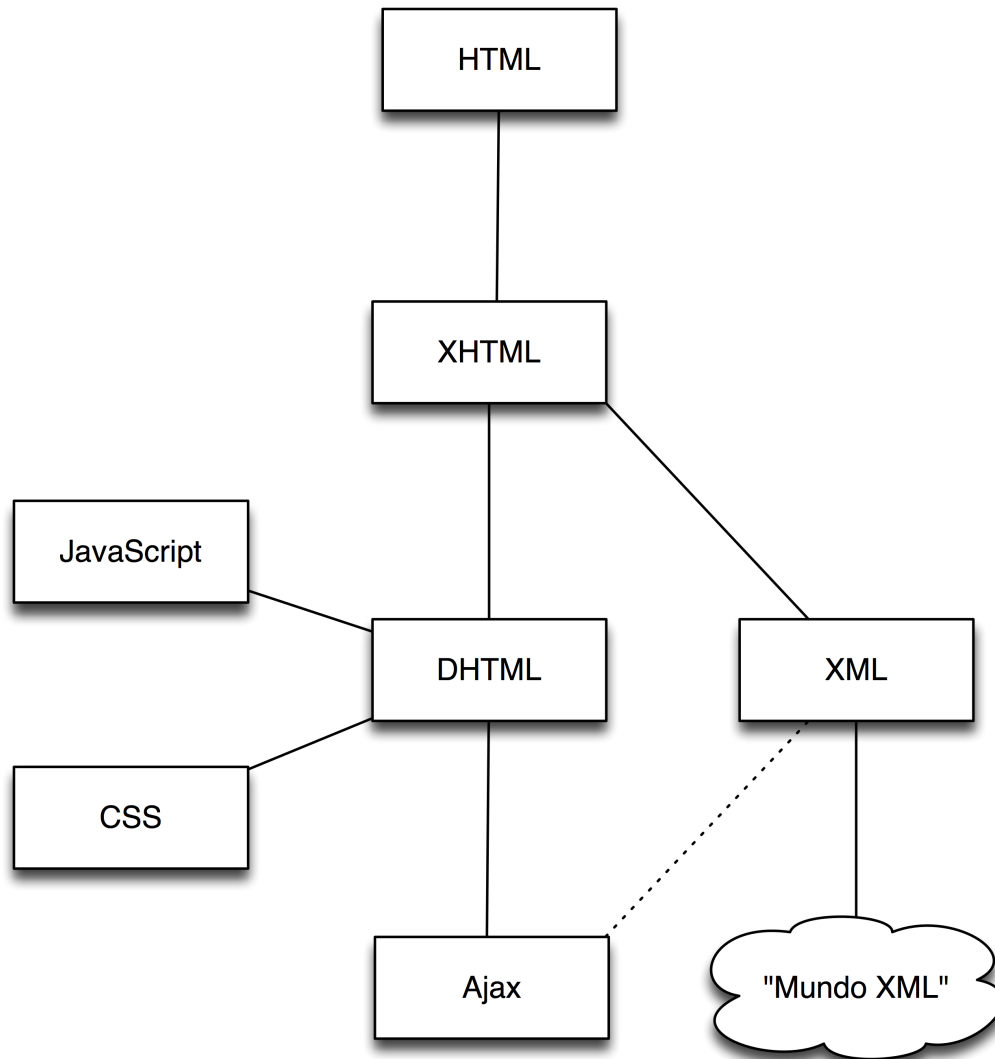 HTML
XHTML
JavaScript
DHTML
XML
CSS
Ajax
"Mundo XML"